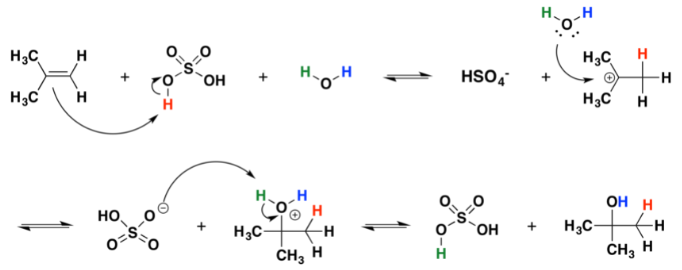 H O H
H₃C H O O H₃C H
S H O H
+ O OH + HSO₄⁻ + ⊕ H
H₃C H H H₃C H
HO O ⊖ H O H ⊕ H O O OH H
S + H₃C H + S H₃C H
O O CH₃ H O OH CH₃ H
H